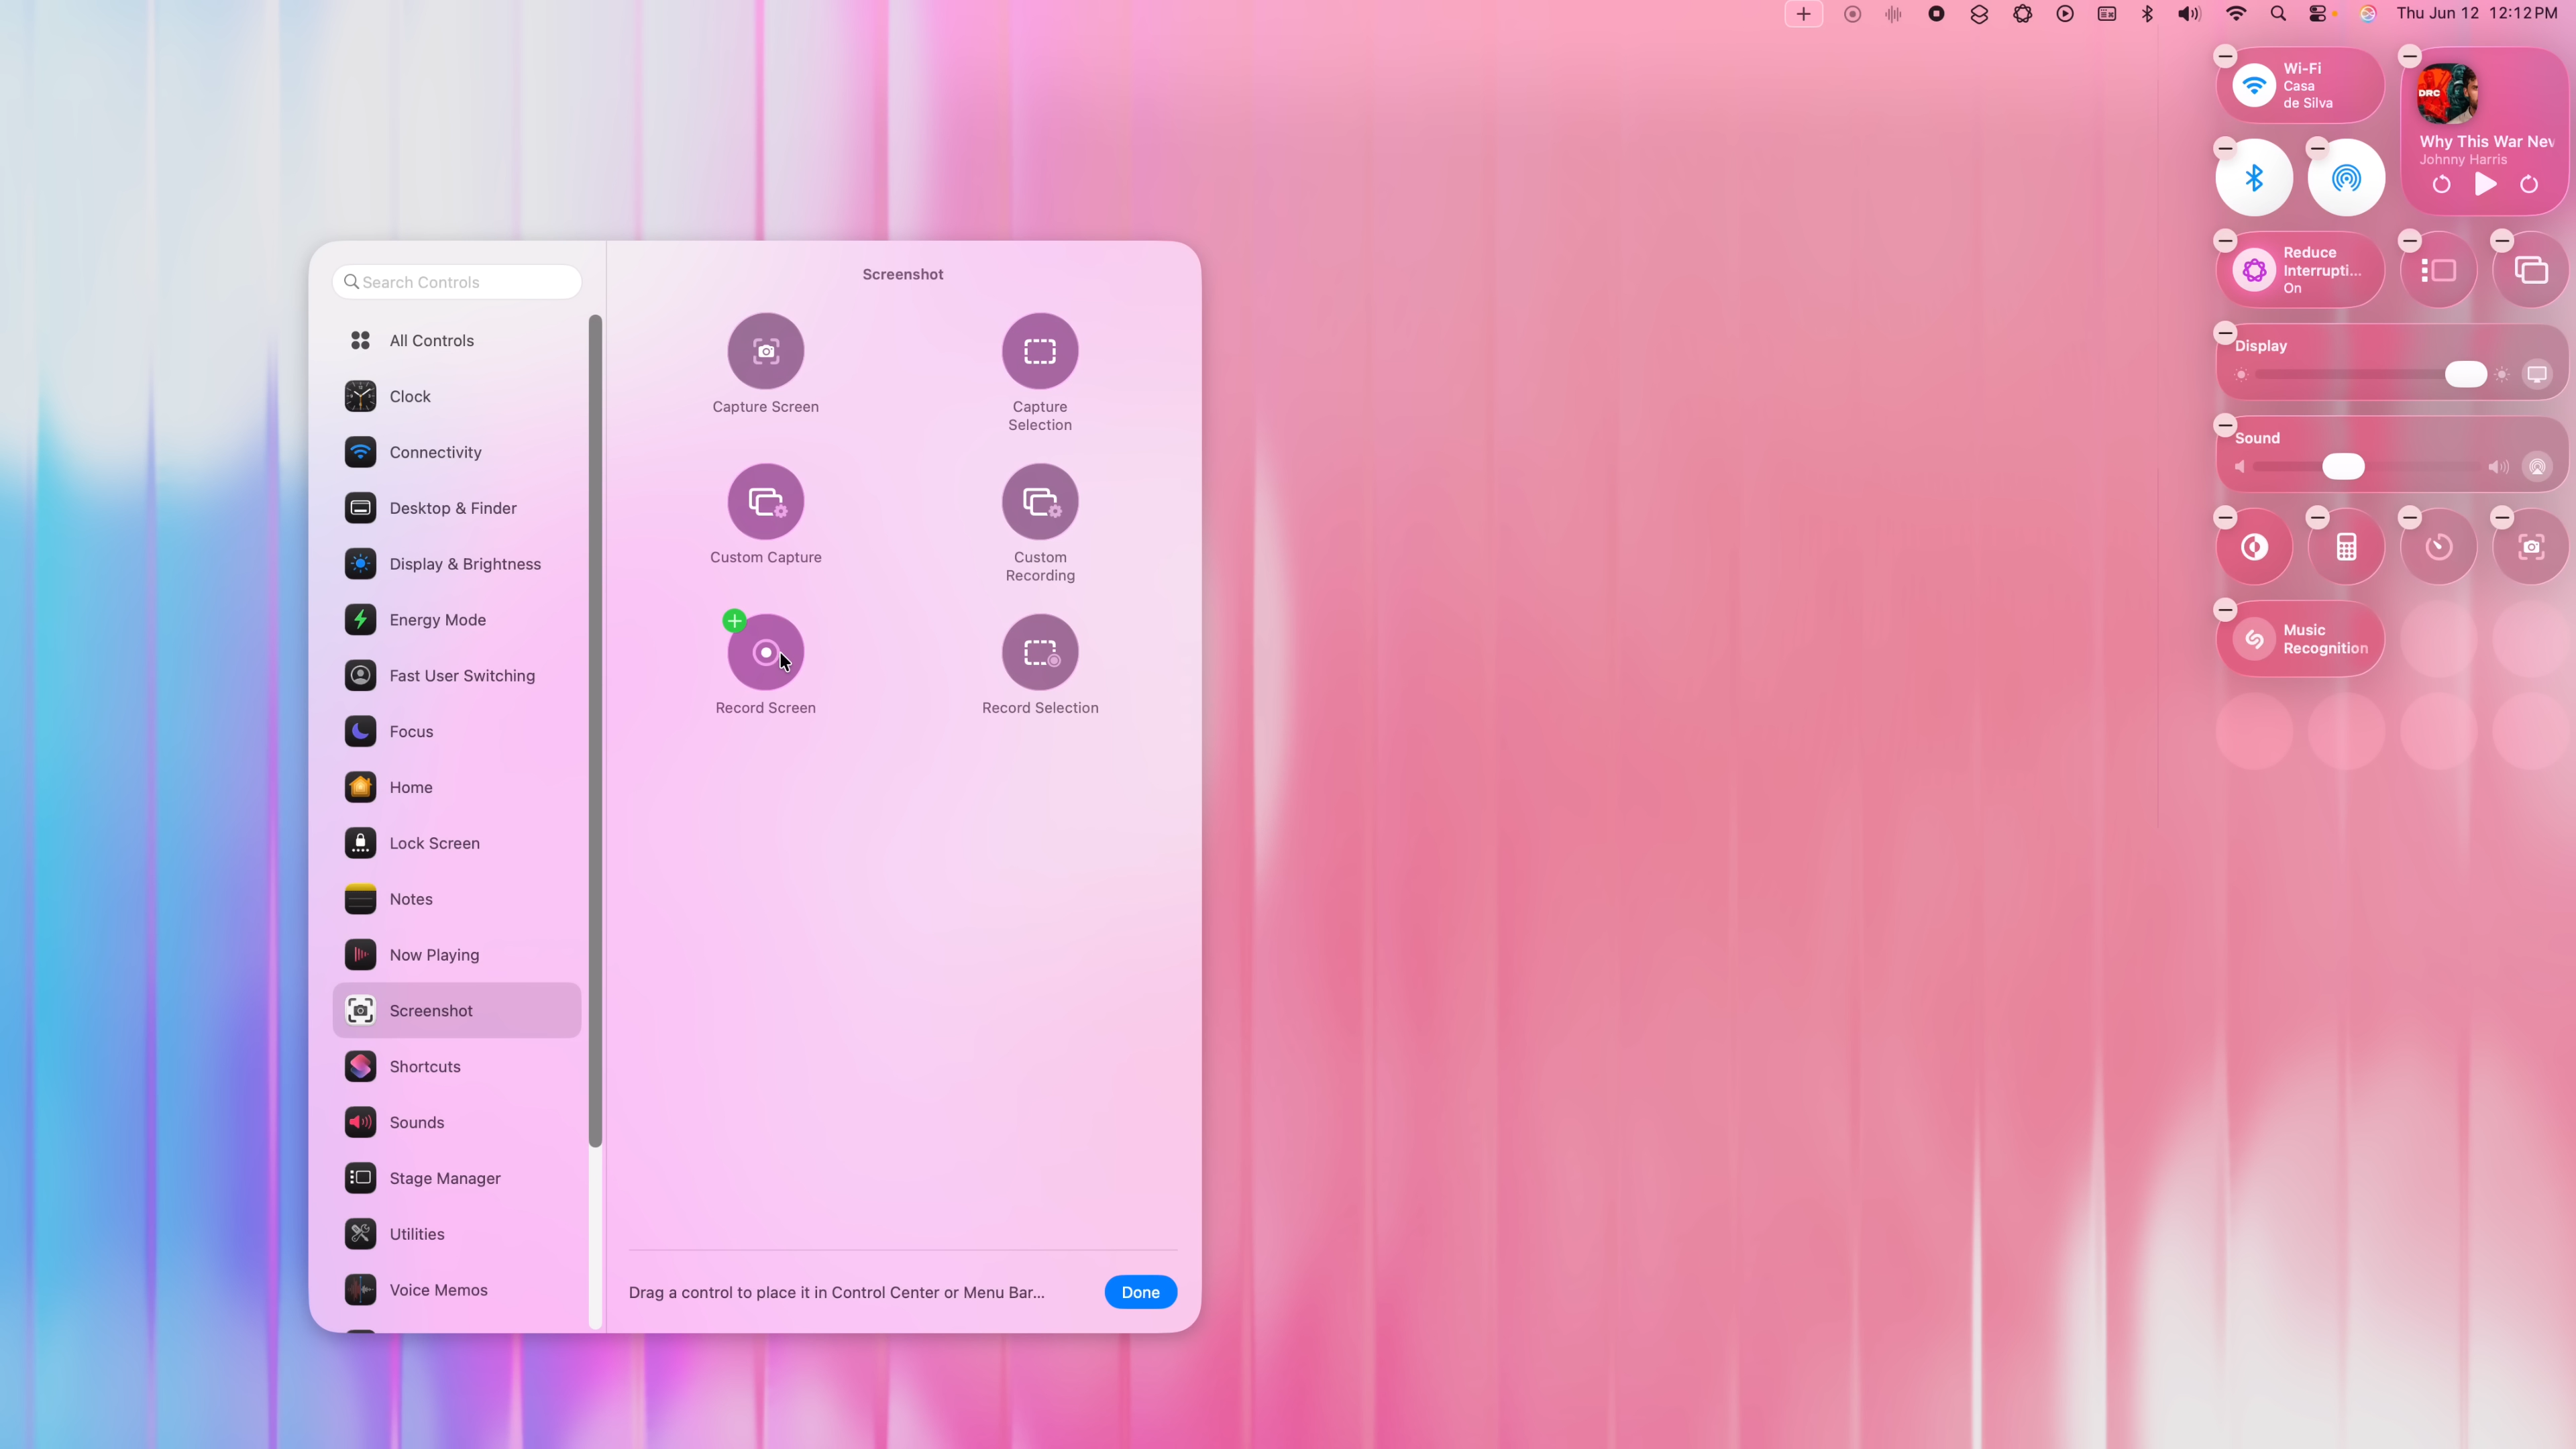 Thu Jun 12 12:12 PM
Search Controls
All Controls
Clock
Connectivity
Desktop & Finder
Display & Brightness
Energy Mode
Fast User Switching
Focus
Home
Lock Screen
Notes
Now Playing
Screenshot
Shortcuts
Sounds
Stage Manager
Utilities
Voice Memos
Screenshot
Capture Screen
Capture
Selection
Custom Capture
Custom
Recording
Record Screen
Record Selection
Drag a control to place it in Control Center or Menu Bar...
Done
Wi-Fi
Casa
de Silva
DRC
Why This War Nev
Johnny Harris
Reduce
Interrupti...
On
Display
Sound
Music
Recognition